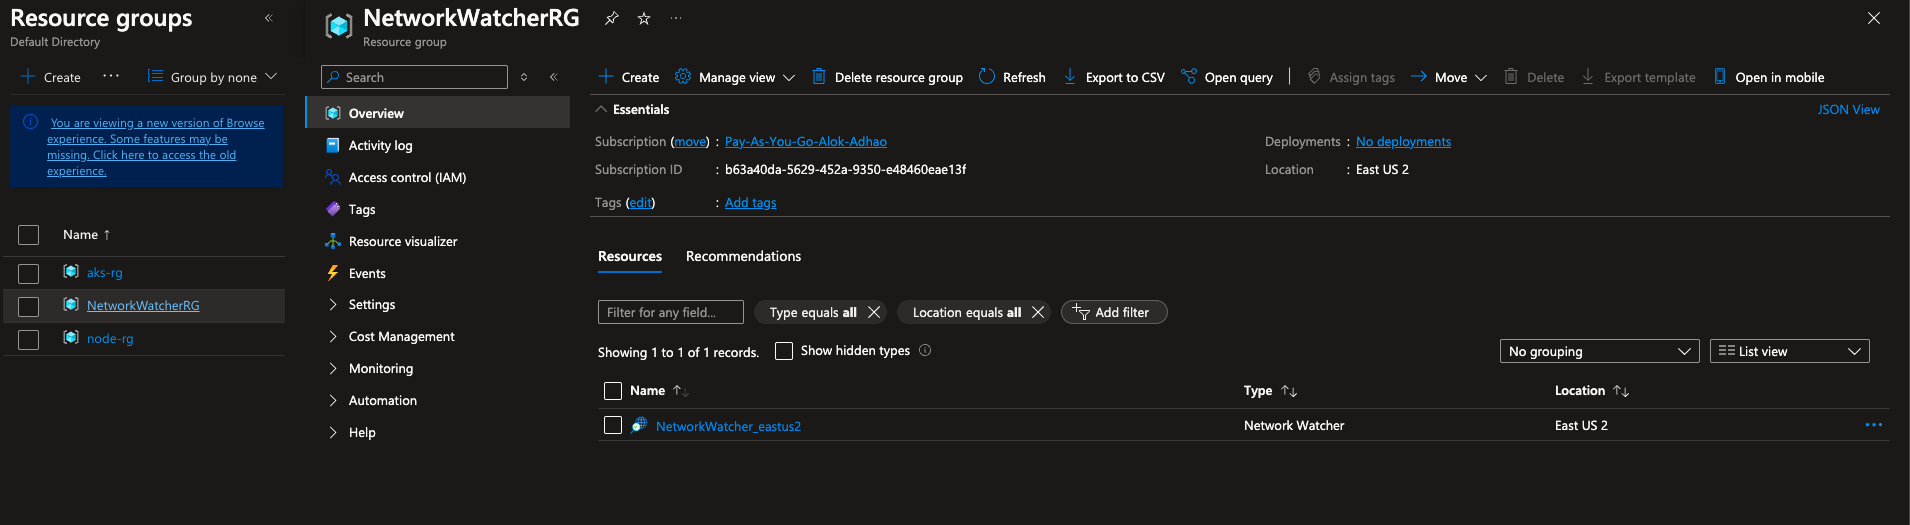 Resource groups
Default Directory
Create
Group by none
You are viewing a new version of Browse
experience. Some features may be
missing. Click here to access the old
experience.
Name ↑
aks-rg
NetworkWatcherRG
node-rg
NetworkWatcherRG
Resource group
Search
Overview
Activity log
Access control (IAM)
Tags
Resource visualizer
Events
Settings
Cost Management
Monitoring
Automation
Help
Create Manage view Delete resource group Refresh Export to CSV Open query Assign tags Move Delete Export template Open in mobile
Essentials
JSON View
Subscription (move) : Pay-As-You-Go-Alok-Adhao
Deployments : No deployments
Subscription ID : b63a40da-5629-452a-9350-e48460eae13f
Location : East US 2
Tags (edit) : Add tags
Resources Recommendations
Filter for any field... Type equals all Location equals all Add filter
Showing 1 to 1 of 1 records. Show hidden types
No grouping List view
Name ↑↓ Type ↑↓ Location ↑↓
NetworkWatcher_eastus2 Network Watcher East US 2